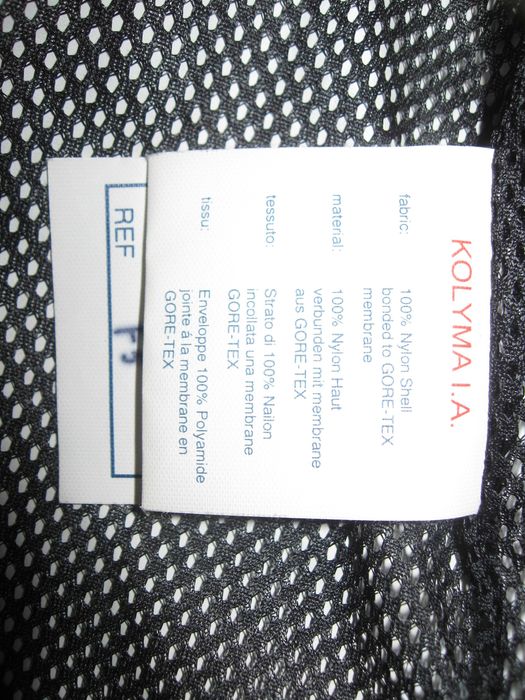 KOLYMA I.A.
fabric: 100% Nylon Shell
bonded to GORE-TEX
membrane
material: 100% Nylon Haut
verbunden mit membrane
aus GORE-TEX
tessuto: Strato di 100% Nailon
incollata una membrane
GORE-TEX
tissu: Enveloppe 100% Polyamide
jointe á la membrane en
GORE-TEX
REF